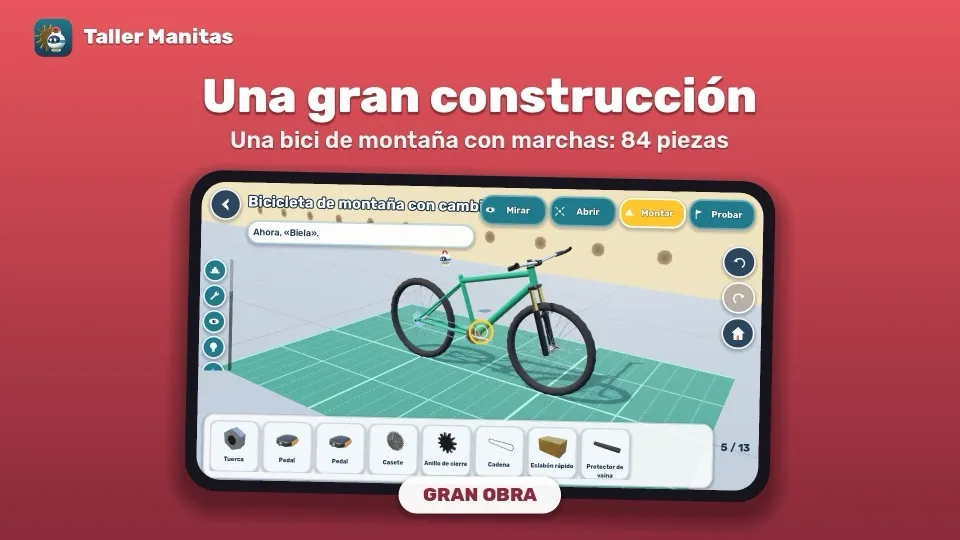 Taller Manitas
Una gran construcción
Una bici de montaña con marchas: 84 piezas
Bicicleta de montaña con cambi
Mirar
Abrir
Montar
Probar
Ahora, «Biela».
Tuerca
Pedal
Pedal
Casete
Anillo de cierre
Cadena
Eslabón rápido
Protector de
vaina
5 / 13
GRAN OBRA